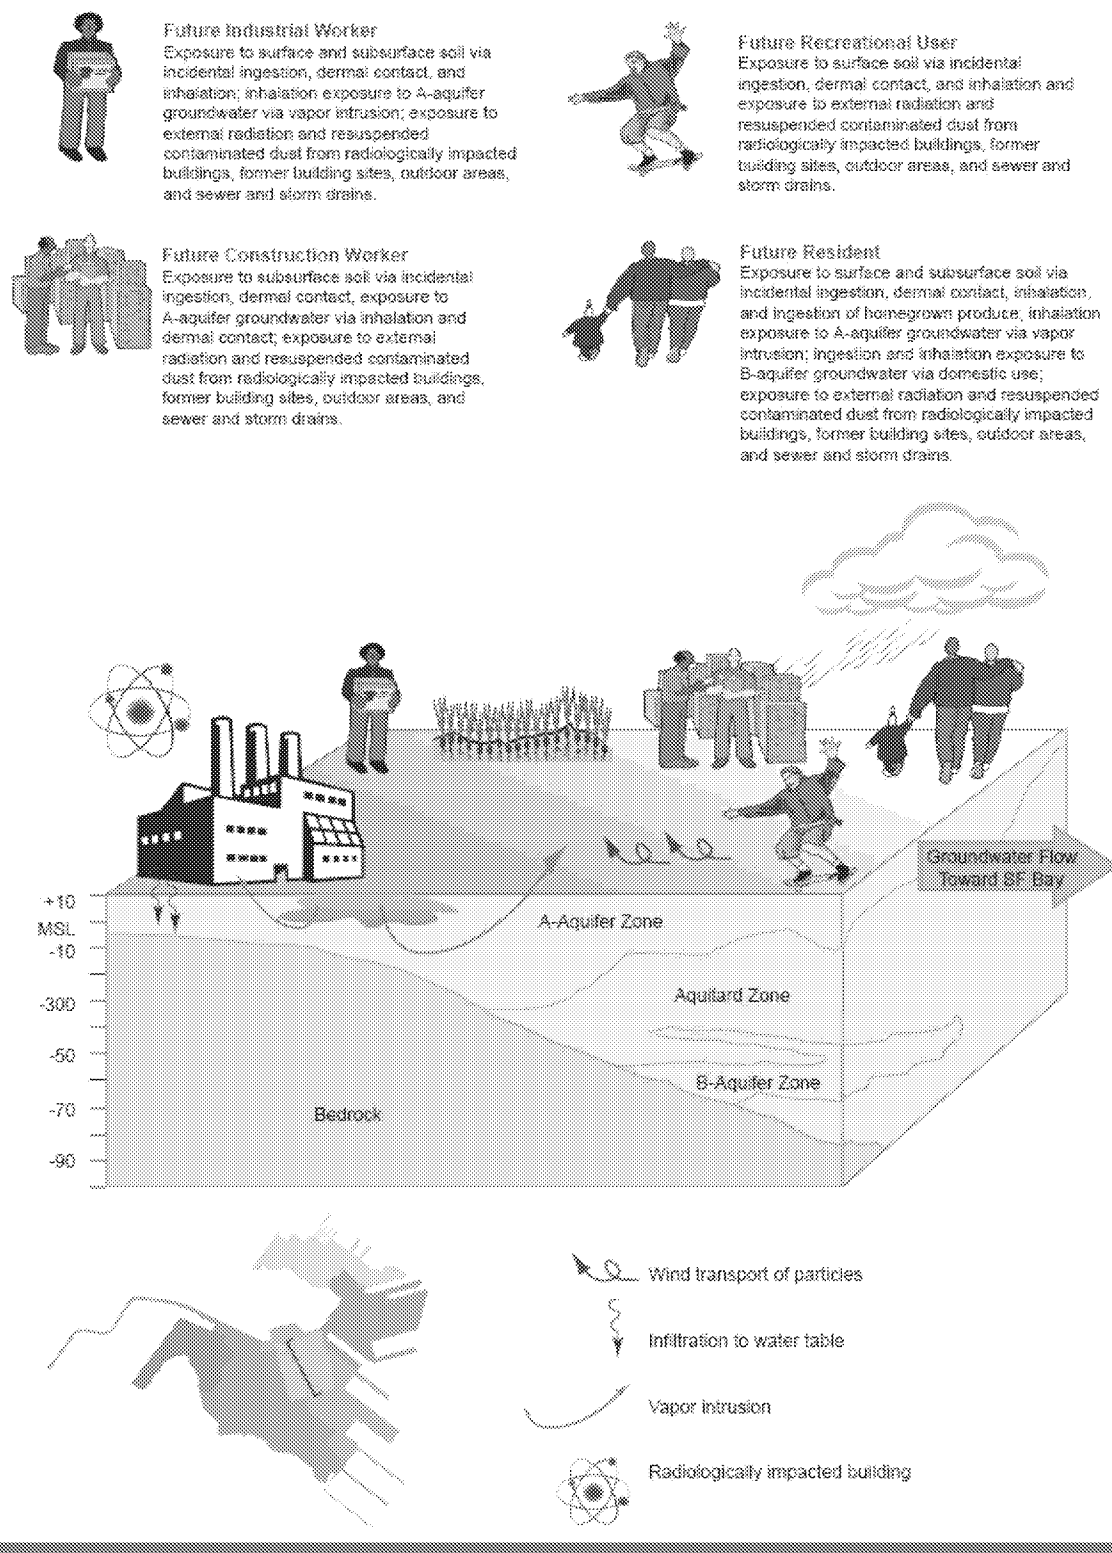 Future Industrial Worker
Exposure to surface and subsurface soil via
incidental ingestion, dermal contact, and
inhalation; inhalation exposure to A-aquifer
groundwater via vapor intrusion; exposure to
external radiation and resuspended
contaminated dust from radiologically impacted
buildings, former building sites, outdoor areas,
and sewer and storm drains.
Future Recreational User
Exposure to surface soil via incidental
ingestion, dermal contact, and inhalation and
exposure to external radiation and
resuspended contaminated dust from
radiologically impacted buildings, former
building sites, outdoor areas, and sewer and
storm drains.
Future Construction Worker
Exposure to subsurface soil via incidental
ingestion, dermal contact, exposure to
A-aquifer groundwater via inhalation and
dermal contact; exposure to external
radiation and resuspended contaminated
dust from radiologically impacted buildings,
former building sites, outdoor areas, and
sewer and storm drains.
Future Resident
Exposure to surface and subsurface soil via
incidental ingestion, dermal contact, inhalation,
and ingestion of homegrown produce; inhalation
exposure to A-aquifer groundwater via vapor
intrusion; ingestion and inhalation exposure to
B-aquifer groundwater via domestic use;
exposure to external radiation and resuspended
contaminated dust from radiologically impacted
buildings, former building sites, outdoor areas,
and sewer and storm drains.
Groundwater Flow
Toward SF Bay
+10
MSL
-10
-300
-50
-70
-90
A-Aquifer Zone
Aquitard Zone
B-Aquifer Zone
Bedrock
Wind transport of particles
Infiltration to water table
Vapor intrusion
Radiologically impacted building